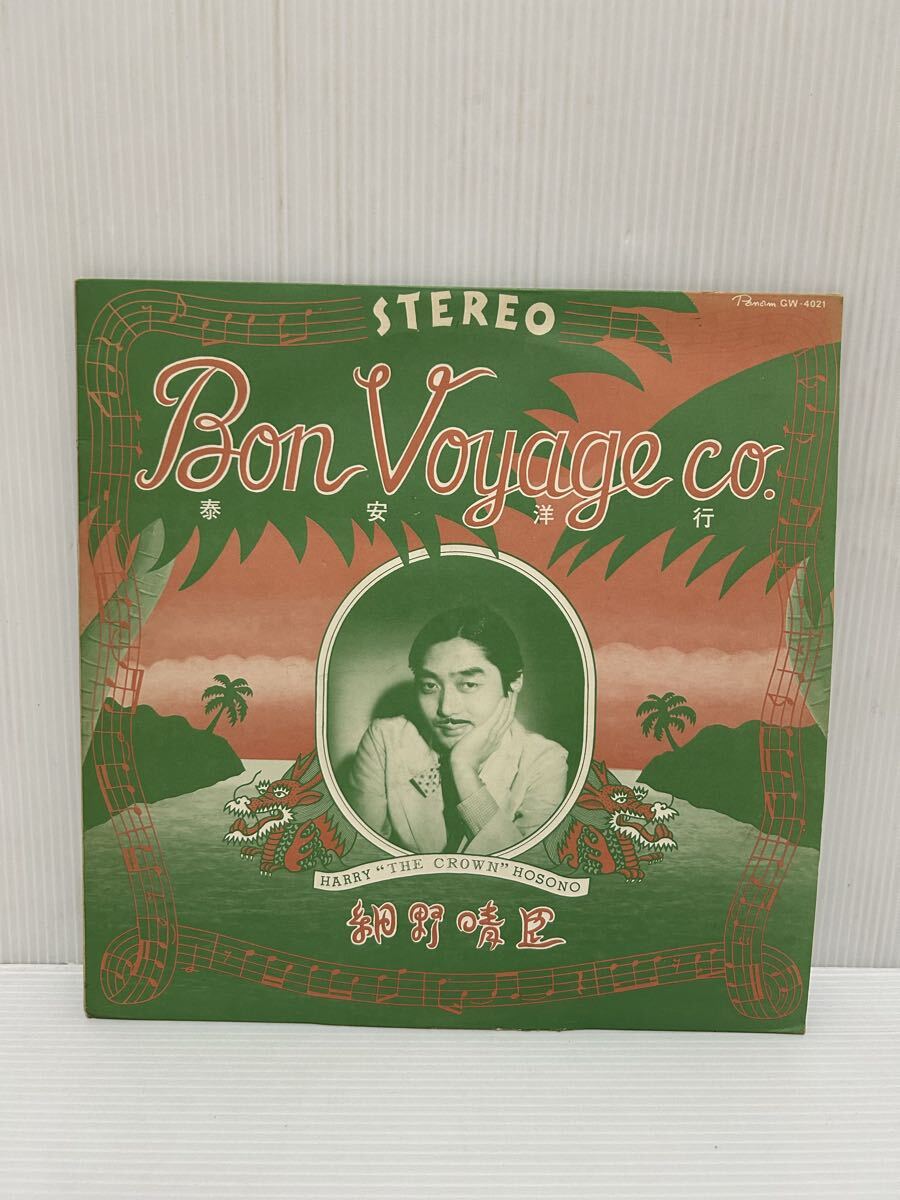 STEREO
Panam GW-4021
Bon Voyage co.
泰安洋行
HARRY "THE CROWN" HOSONO
細野晴臣